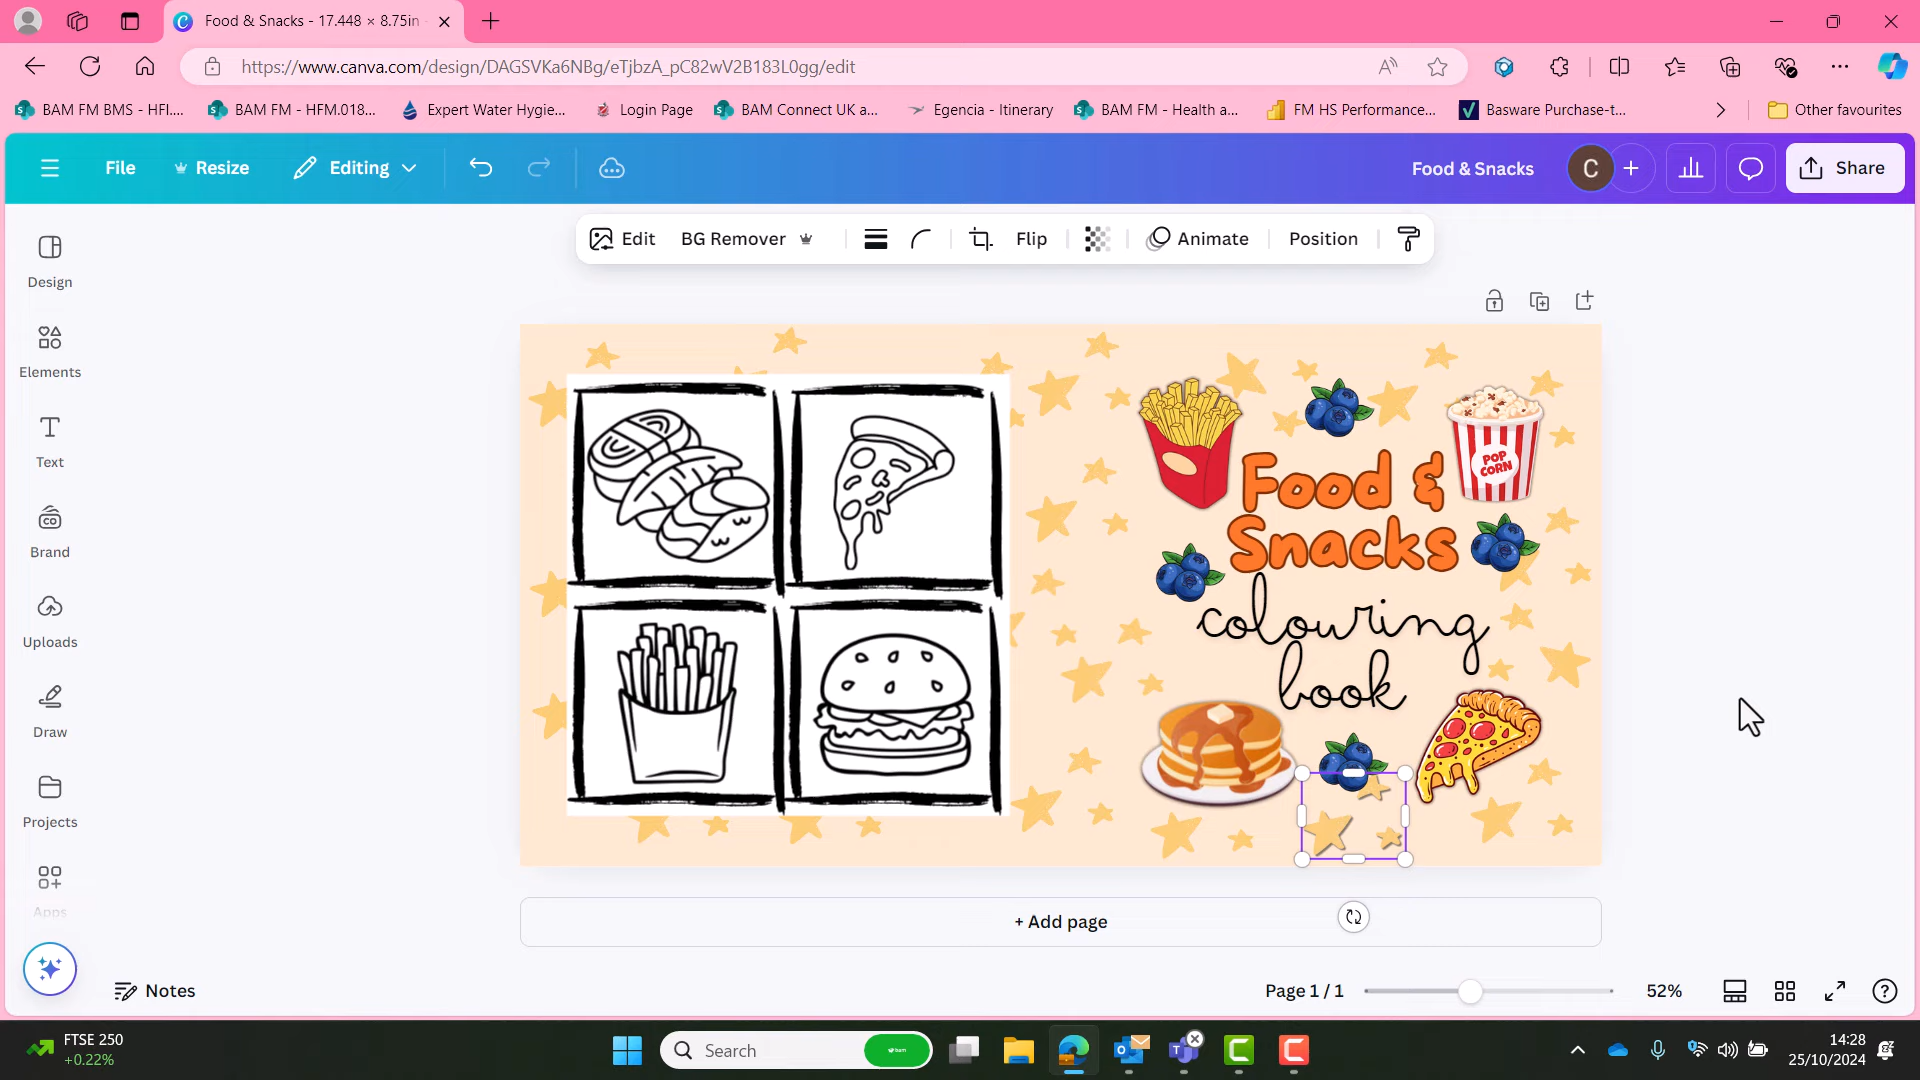 Food & Snacks - 17.448 × 8.75in
https://www.canva.com/design/DAGSVKa6NBg/eTjbzA_pC82wV2B183L0gg/edit
BAM FM BMS - HFI....
BAM FM - HFM.018...
Expert Water Hygie...
Login Page
BAM Connect UK a...
Egencia - Itinerary
BAM FM - Health a...
FM HS Performance...
Basware Purchase-t...
Other favourites
File
Resize
Editing
Food & Snacks
C
Share
Edit
BG Remover
Flip
Animate
Position
Design
Elements
Text
Brand
Uploads
Draw
Projects
Apps
POP
CORN
Food &
Snacks
colouring
book
+ Add page
Notes
Page 1 / 1
52%
FTSE 250
+0.22%
Search
bam
14:28
25/10/2024